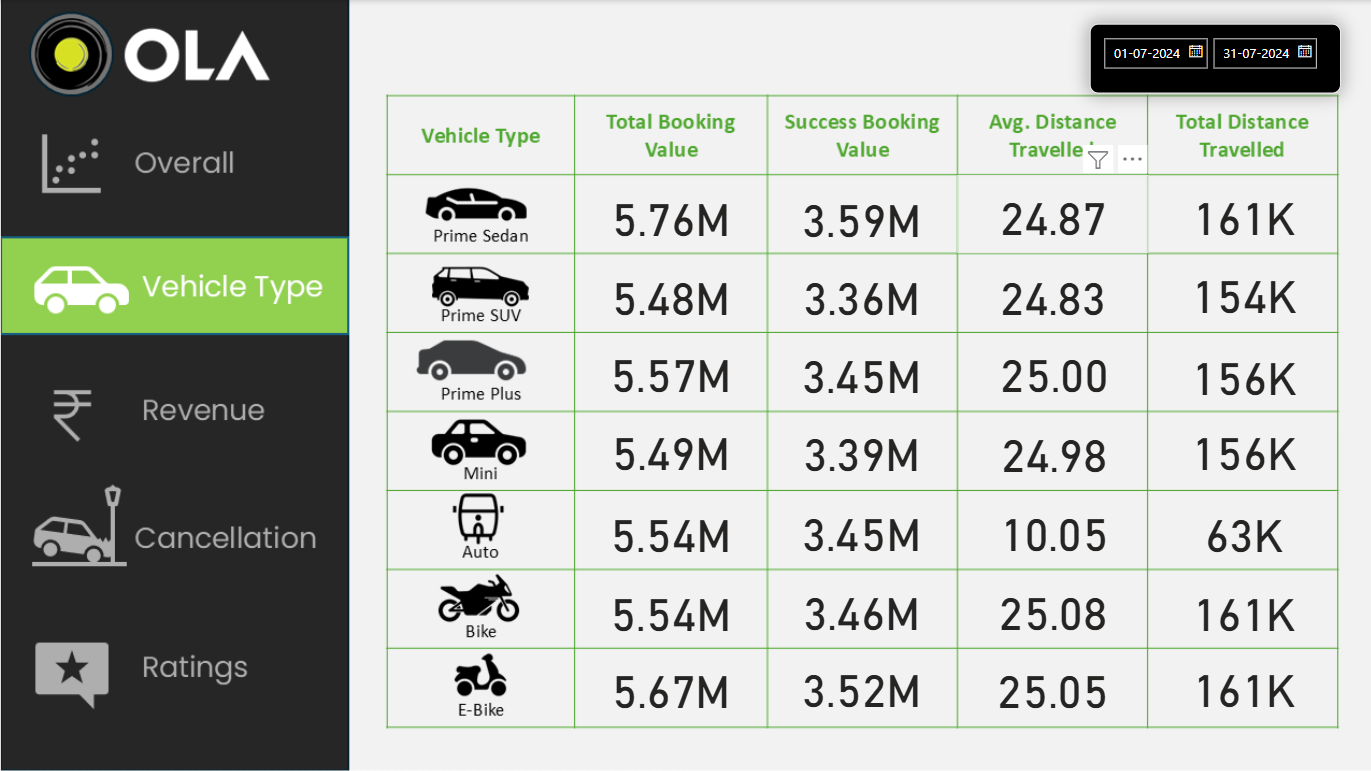 OLA
01-07-2024 31-07-2024
Overall
Vehicle Type
Revenue
Cancellation
Ratings
Vehicle Type
Total Booking
Value
Success Booking
Value
Avg. Distance
Travelle
Total Distance
Travelled
Prime Sedan 5.76M 3.59M 24.87 161K
Prime SUV 5.48M 3.36M 24.83 154K
Prime Plus 5.57M 3.45M 25.00 156K
Mini 5.49M 3.39M 24.98 156K
Auto 5.54M 3.45M 10.05 63K
Bike 5.54M 3.46M 25.08 161K
E-Bike 5.67M 3.52M 25.05 161K